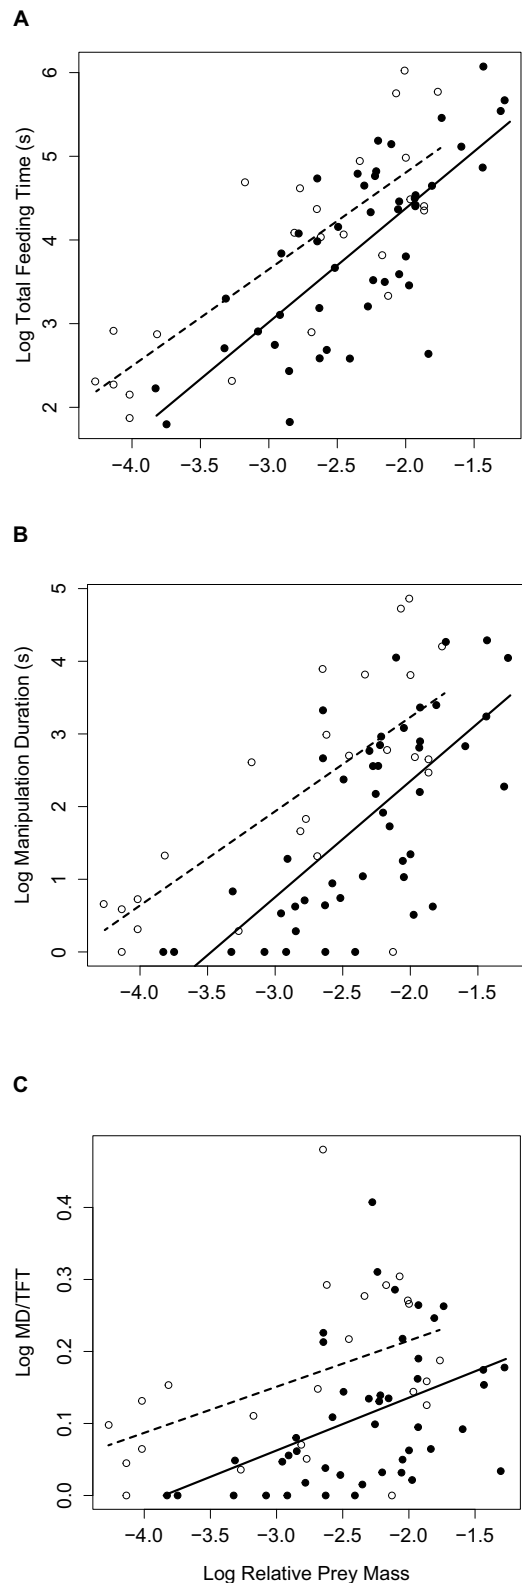 A
Log Total Feeding Time (s)
6
5
4
3
2
−4.0 −3.5 −3.0 −2.5 −2.0 −1.5
B
Log Manipulation Duration (s)
5
4
3
2
1
0
−4.0 −3.5 −3.0 −2.5 −2.0 −1.5
C
Log MD/TFT
0.4
0.3
0.2
0.1
0.0
−4.0 −3.5 −3.0 −2.5 −2.0 −1.5
Log Relative Prey Mass